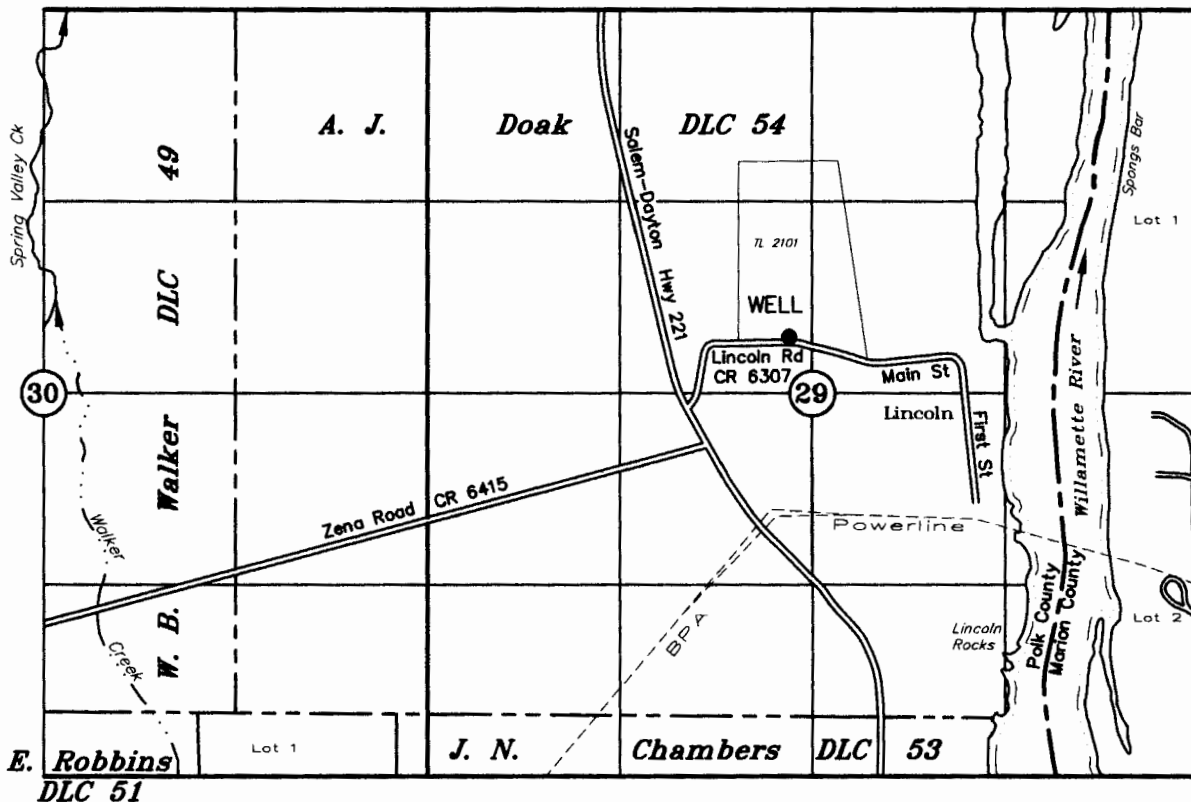 A. J. Doak DLC 54
Spring Valley Ck
W. B. Walker DLC 49
Salem-Dayton Hwy 221
Spongs Bar
Lot 1
TL 2101
WELL
Lincoln Rd
CR 6307
Main St
30
29
Lincoln
First St
Willamette River
Zena Road CR 6415
Powerline
BPA
Walker
Creek
Lincoln
Rocks
Polk County
Marion County
Lot 2
Lot 1
E. Robbins
DLC 51
J. N. Chambers DLC 53